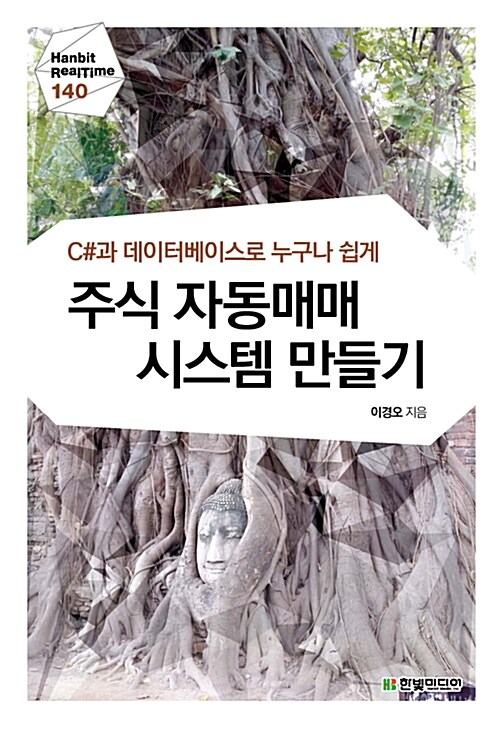 Hanbit
RealTime
140
C#과 데이터베이스로 누구나 쉽게
주식 자동매매
시스템 만들기
이경오 지음
HB 한빛미디어